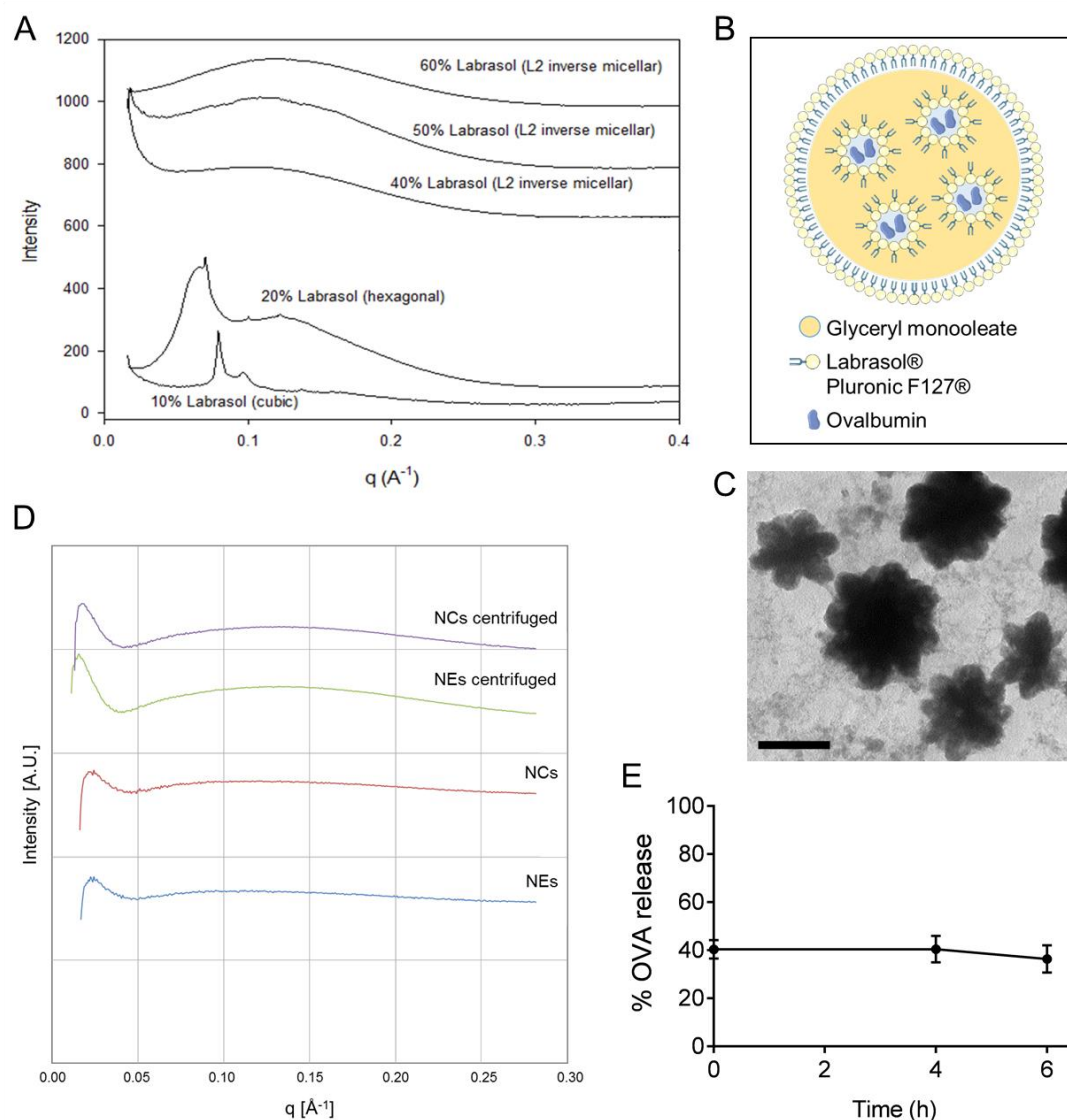 A
1200
1000
800
600
400
200
0
Intensity
60% Labrasol (L2 inverse micellar)
50% Labrasol (L2 inverse micellar)
40% Labrasol (L2 inverse micellar)
20% Labrasol (hexagonal)
10% Labrasol (cubic)
0.0 0.1 0.2 0.3 0.4
q (A⁻¹)
B
Glyceryl monooleate
Labrasol®
Pluronic F127®
Ovalbumin
C
D
Intensity [A.U.]
NCs centrifuged
NEs centrifuged
NCs
NEs
0.00 0.05 0.10 0.15 0.20 0.25 0.30
q [Å⁻¹]
E
% OVA release
100
80
60
40
20
0
0 2 4 6
Time (h)